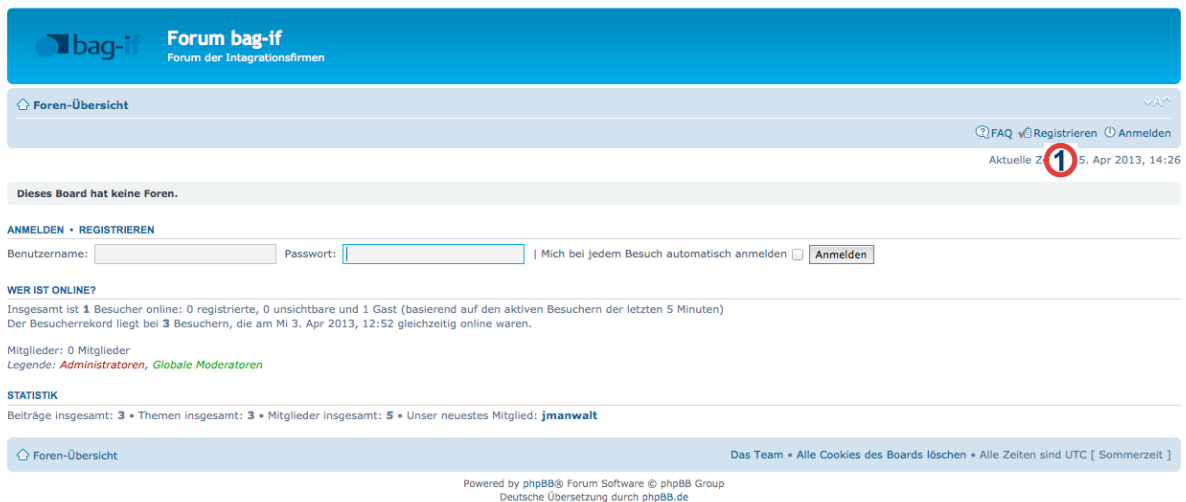 bag-if
Forum bag-if
Forum der Intagrationsfirmen
Foren-Übersicht
A
FAQ Registrieren Anmelden
Aktuelle Z 1 5. Apr 2013, 14:26
Dieses Board hat keine Foren.
ANMELDEN • REGISTRIEREN
Benutzername: Passwort: | Mich bei jedem Besuch automatisch anmelden Anmelden
WER IST ONLINE?
Insgesamt ist 1 Besucher online: 0 registrierte, 0 unsichtbare und 1 Gast (basierend auf den aktiven Besuchern der letzten 5 Minuten)
Der Besucherrekord liegt bei 3 Besuchern, die am Mi 3. Apr 2013, 12:52 gleichzeitig online waren.
Mitglieder: 0 Mitglieder
Legende: Administratoren, Globale Moderatoren
STATISTIK
Beiträge insgesamt: 3 • Themen insgesamt: 3 • Mitglieder insgesamt: 5 • Unser neuestes Mitglied: jmanwalt
Foren-Übersicht
Das Team • Alle Cookies des Boards löschen • Alle Zeiten sind UTC [ Sommerzeit ]
Powered by phpBB® Forum Software © phpBB Group
Deutsche Übersetzung durch phpBB.de